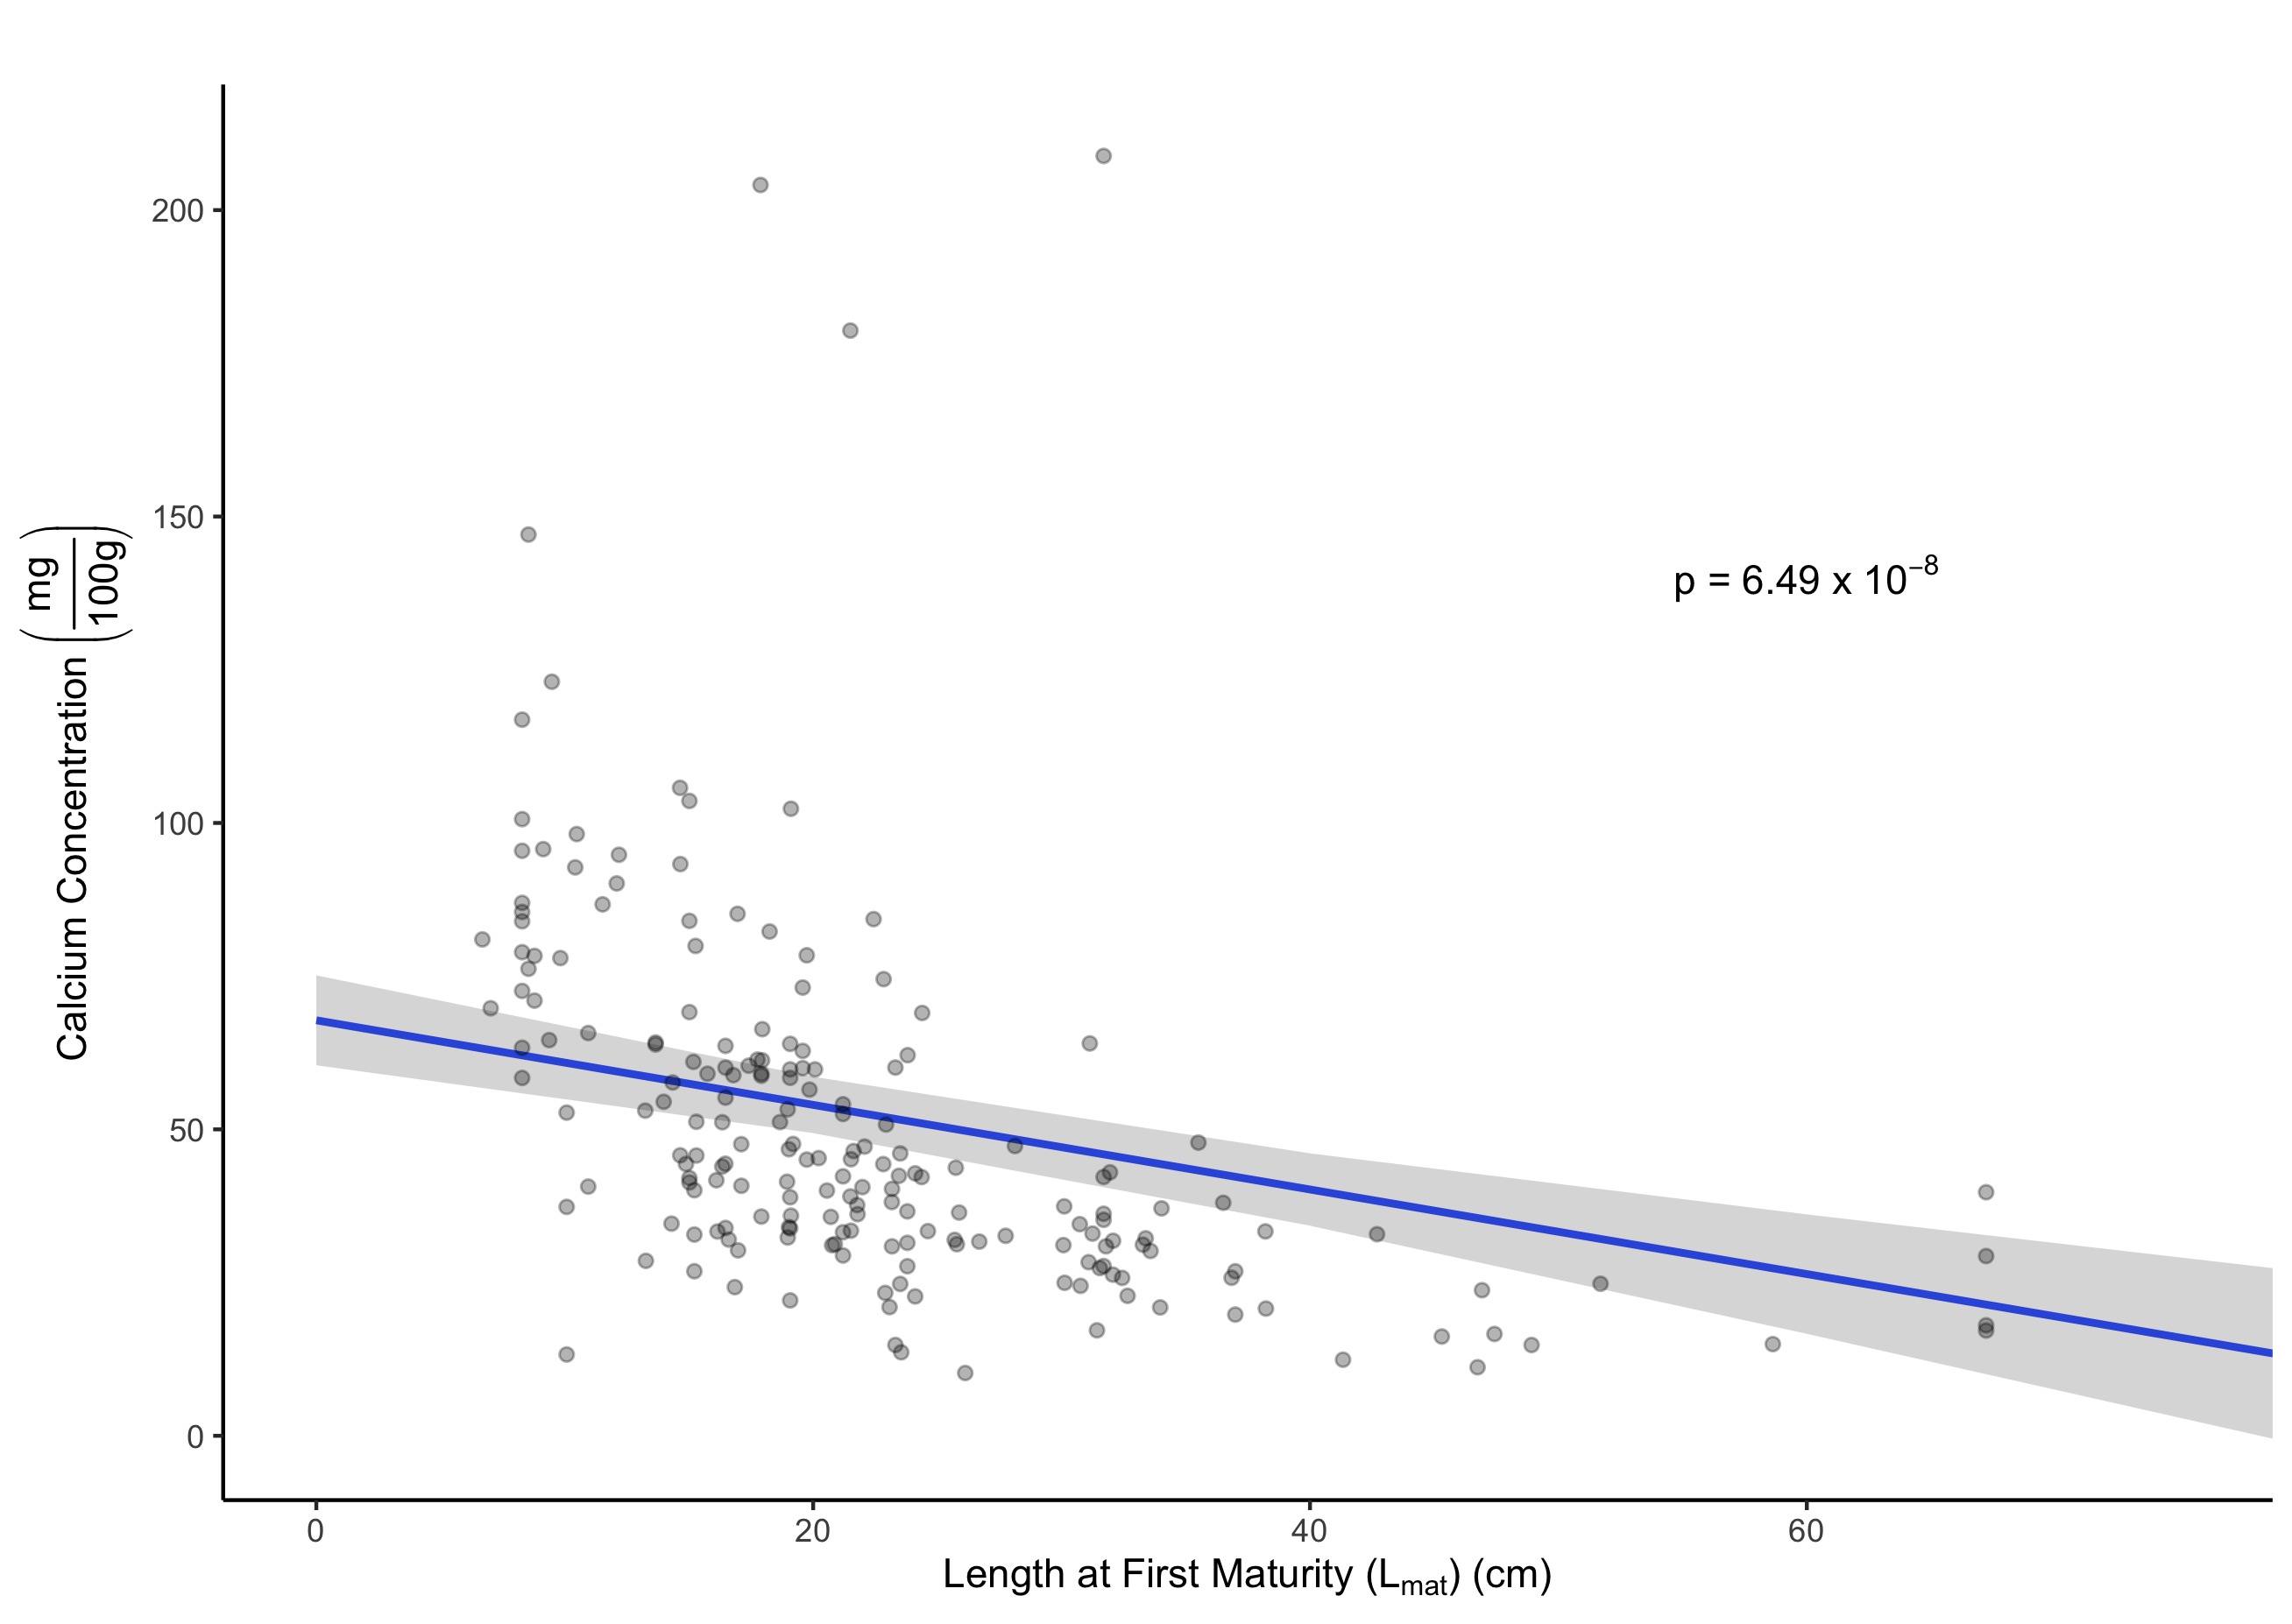 200
150
100
50
0
Calcium Concentration (mg/100g)
p = 6.49 x 10⁻⁸
0 20 40 60
Length at First Maturity (Lmat) (cm)